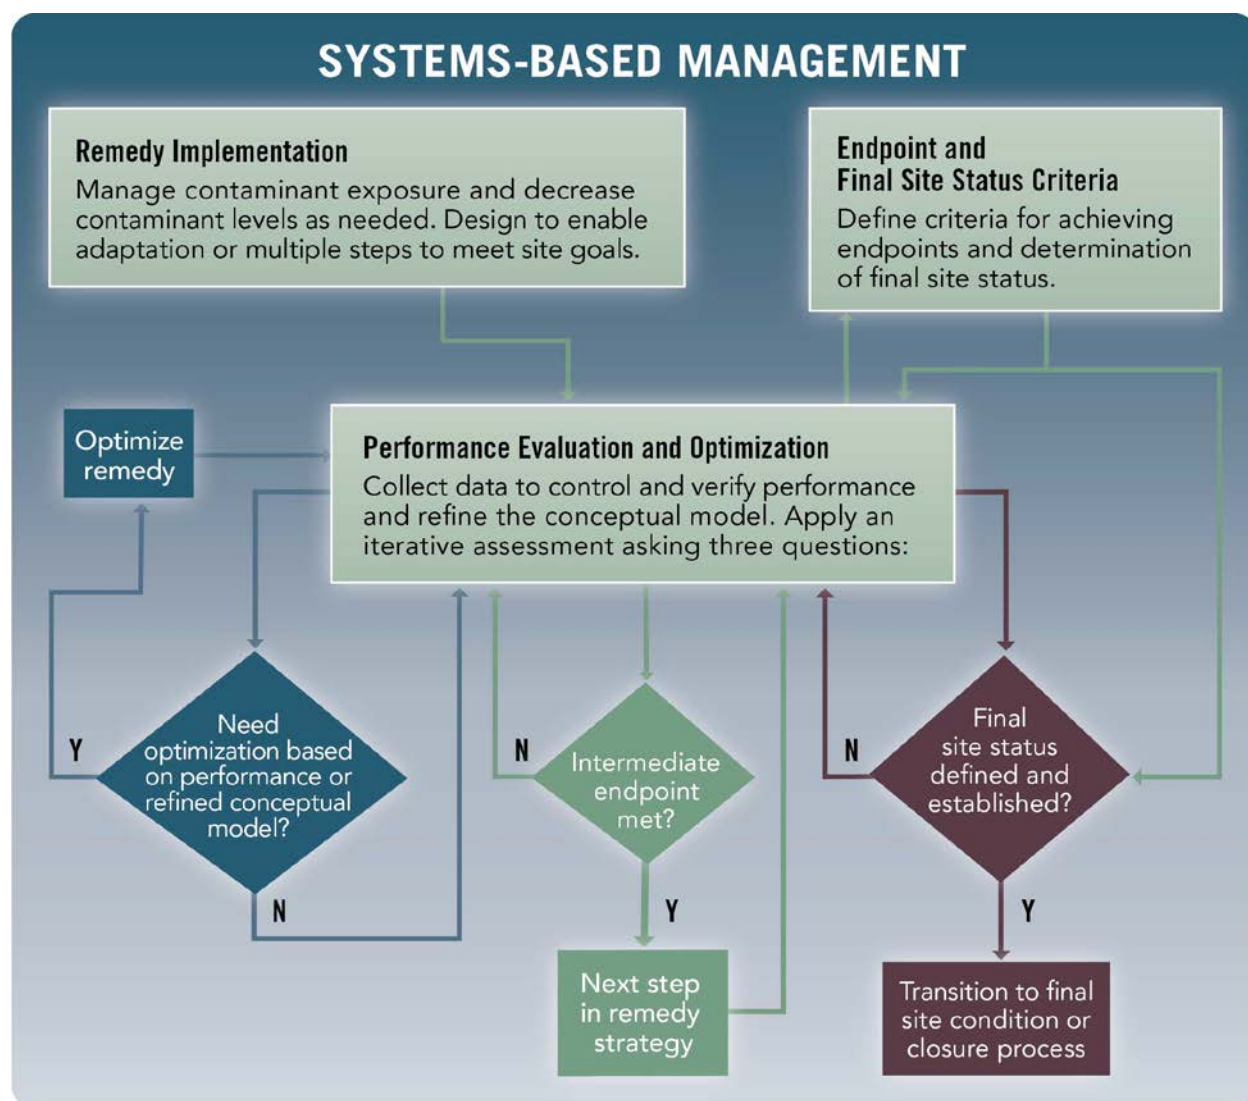 SYSTEMS-BASED MANAGEMENT
Remedy Implementation
Manage contaminant exposure and decrease
contaminant levels as needed. Design to enable
adaptation or multiple steps to meet site goals.
Endpoint and
Final Site Status Criteria
Define criteria for achieving
endpoints and determination
of final site status.
Optimize
remedy
Performance Evaluation and Optimization
Collect data to control and verify performance
and refine the conceptual model. Apply an
iterative assessment asking three questions:
Y
Need
optimization based
on performance or
refined conceptual
model?
N
N
Intermediate
endpoint
met?
Y
Next step
in remedy
strategy
N
Final
site status
defined and
established?
Y
Transition to final
site condition or
closure process